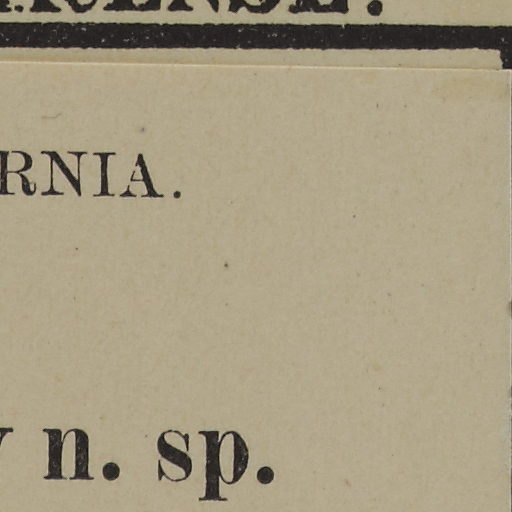 RNIA.
n. sp.